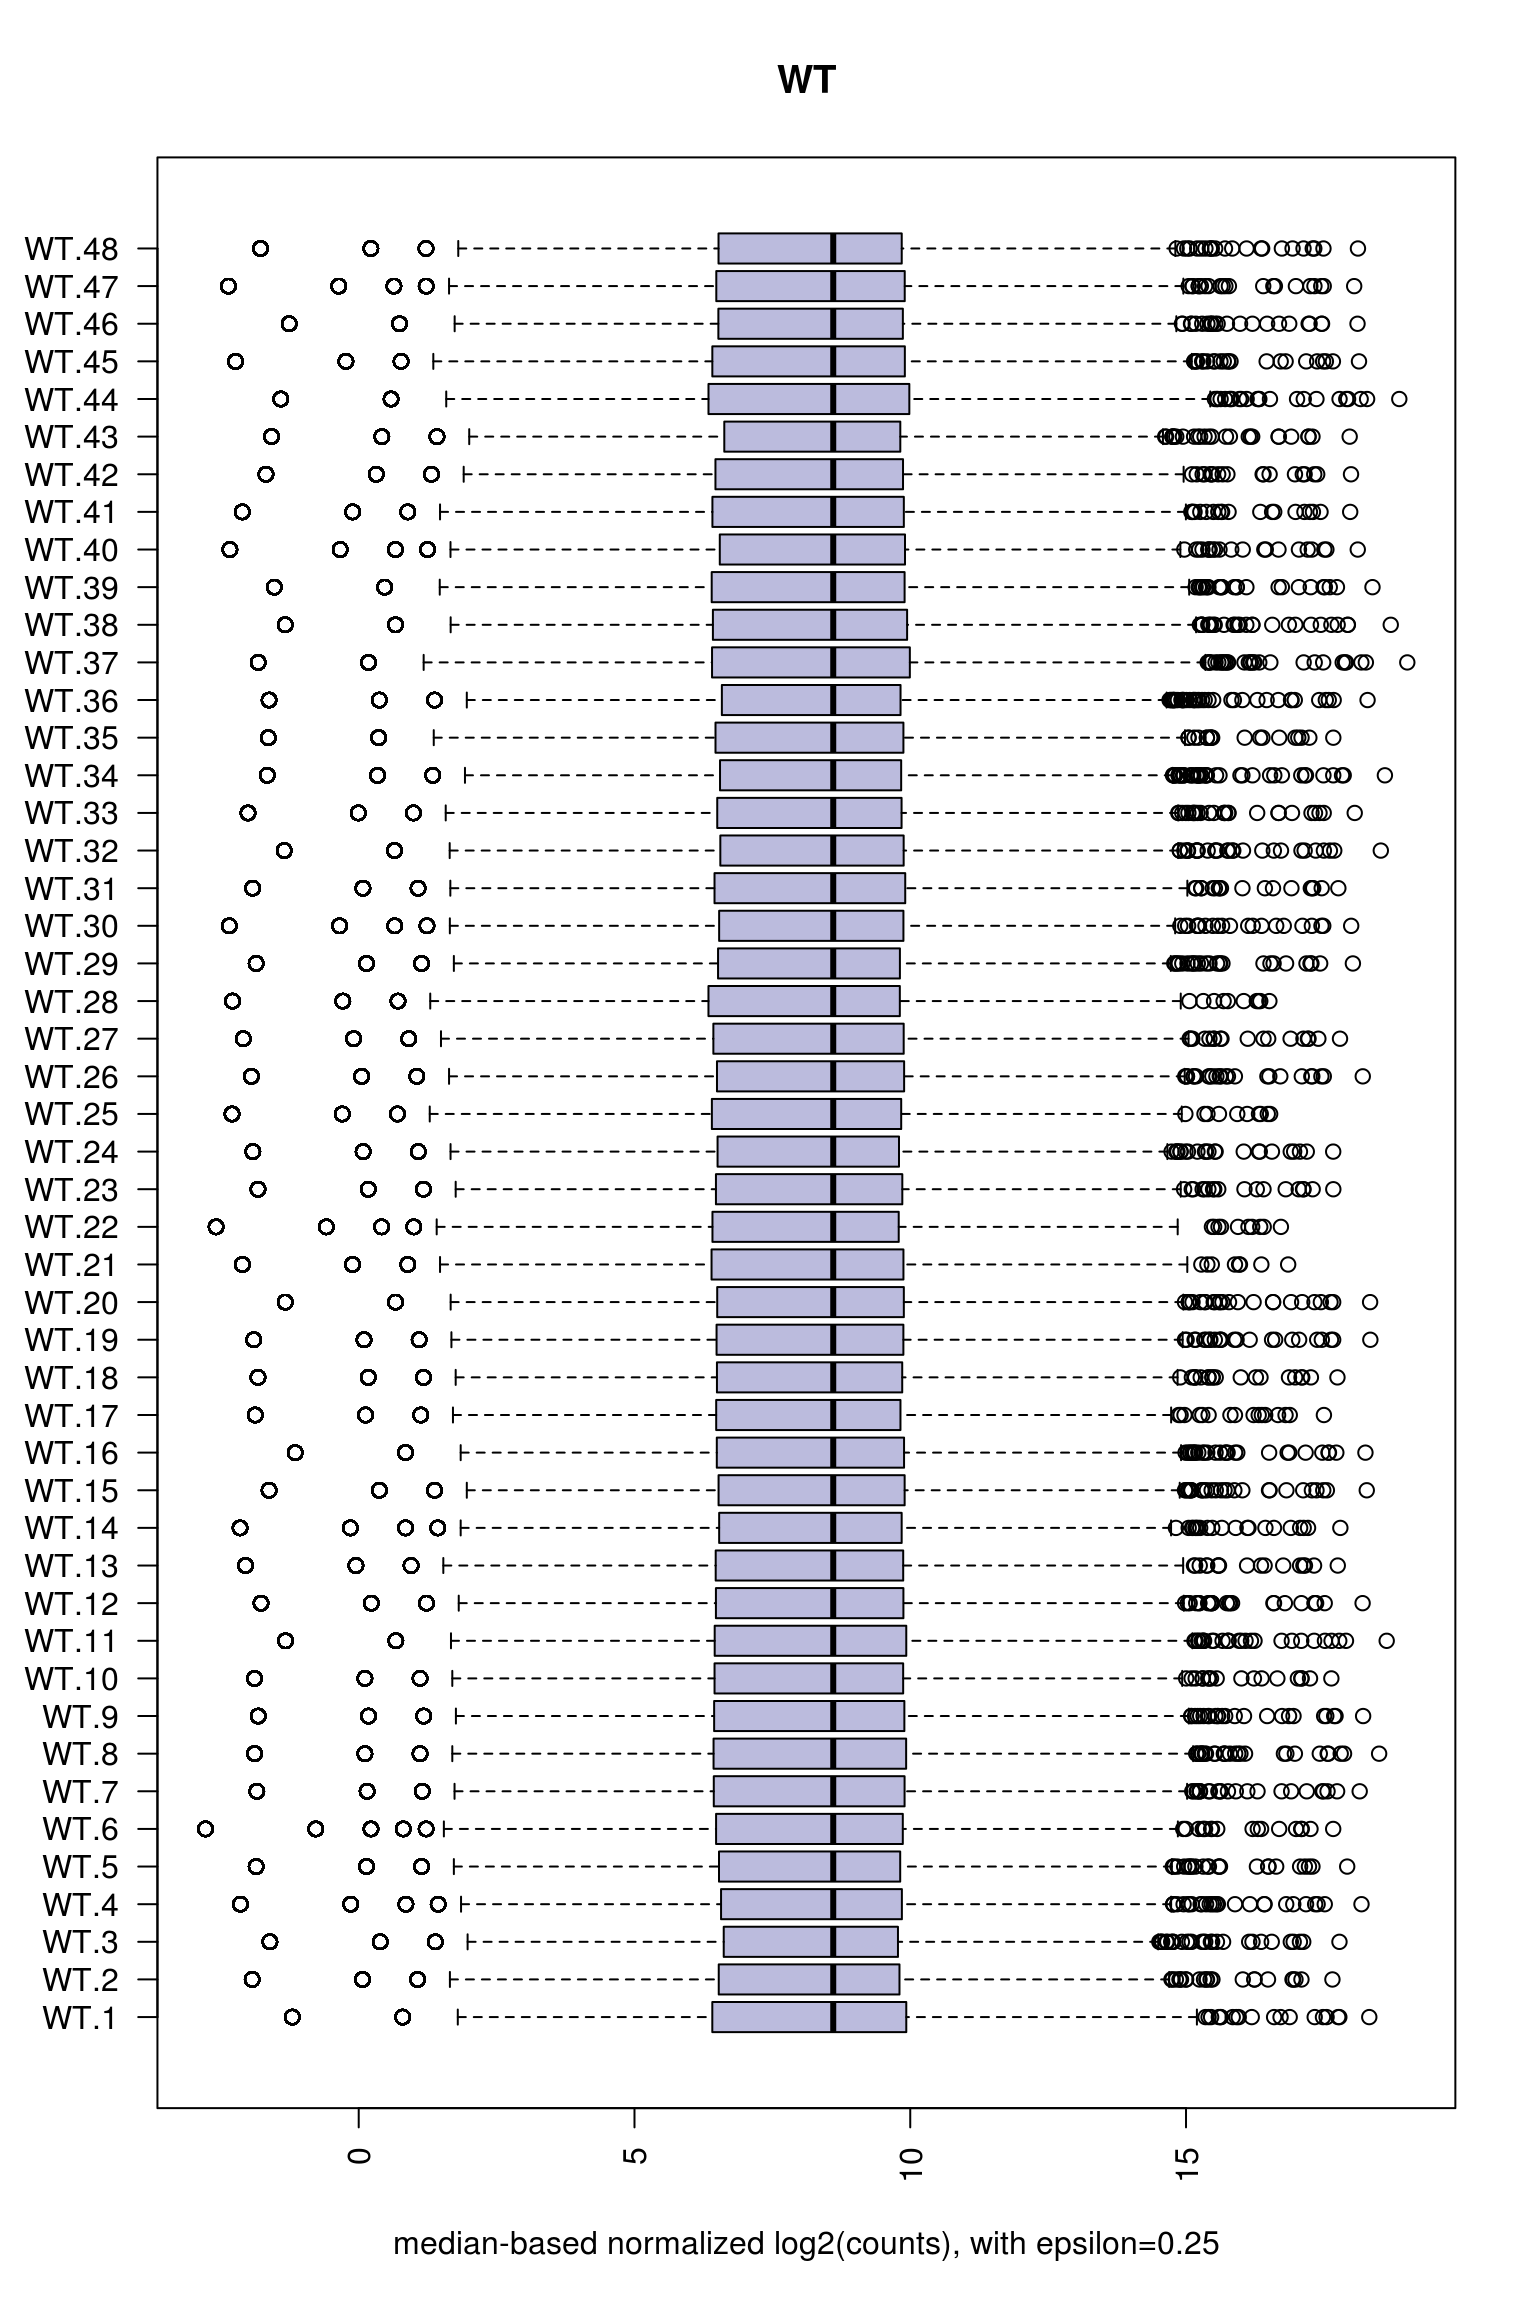 WT
WT.48
WT.47
WT.46
WT.45
WT.44
WT.43
WT.42
WT.41
WT.40
WT.39
WT.38
WT.37
WT.36
WT.35
WT.34
WT.33
WT.32
WT.31
WT.30
WT.29
WT.28
WT.27
WT.26
WT.25
WT.24
WT.23
WT.22
WT.21
WT.20
WT.19
WT.18
WT.17
WT.16
WT.15
WT.14
WT.13
WT.12
WT.11
WT.10
WT.9
WT.8
WT.7
WT.6
WT.5
WT.4
WT.3
WT.2
WT.1
0 5 10 15
median-based normalized log2(counts), with epsilon=0.25